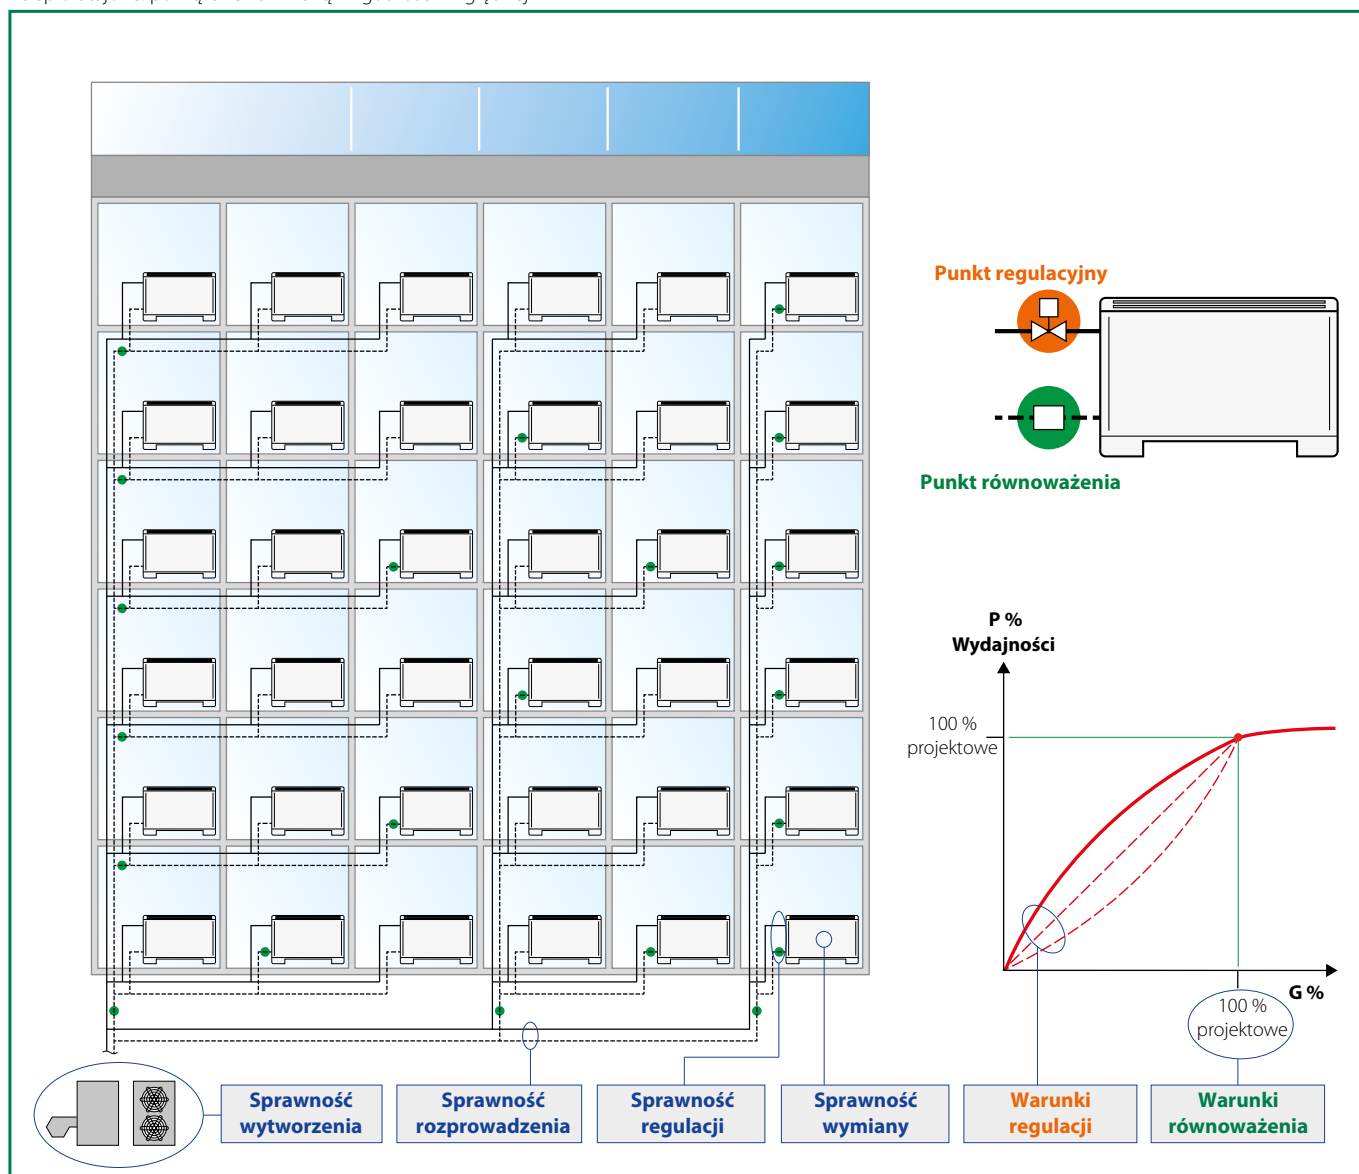 Punkt regulacyjny
Punkt równoważenia
P %
Wydajności
100 %
projektowe
G %
100 %
projektowe
Sprawność
wytworzenia
Sprawność
rozprowadzenia
Sprawność
regulacji
Sprawność
wymiany
Warunki
regulacji
Warunki
równoważenia